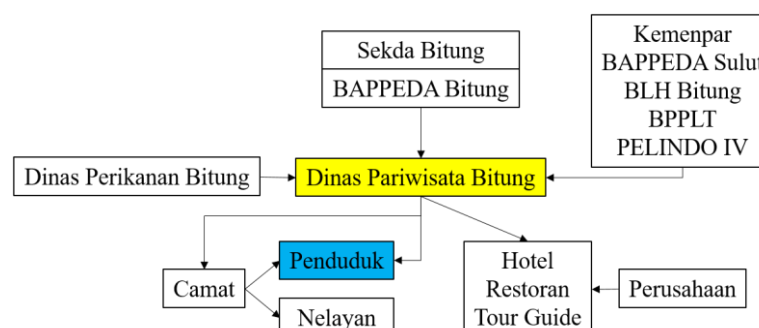 Sekda Bitung
BAPPEDA Bitung
Kemenpar
BAPPEDA Sulut
BLH Bitung
BPPLT
PELINDO IV
Dinas Perikanan Bitung
Dinas Pariwisata Bitung
Camat
Penduduk
Nelayan
Hotel
Restoran
Tour Guide
Perusahaan